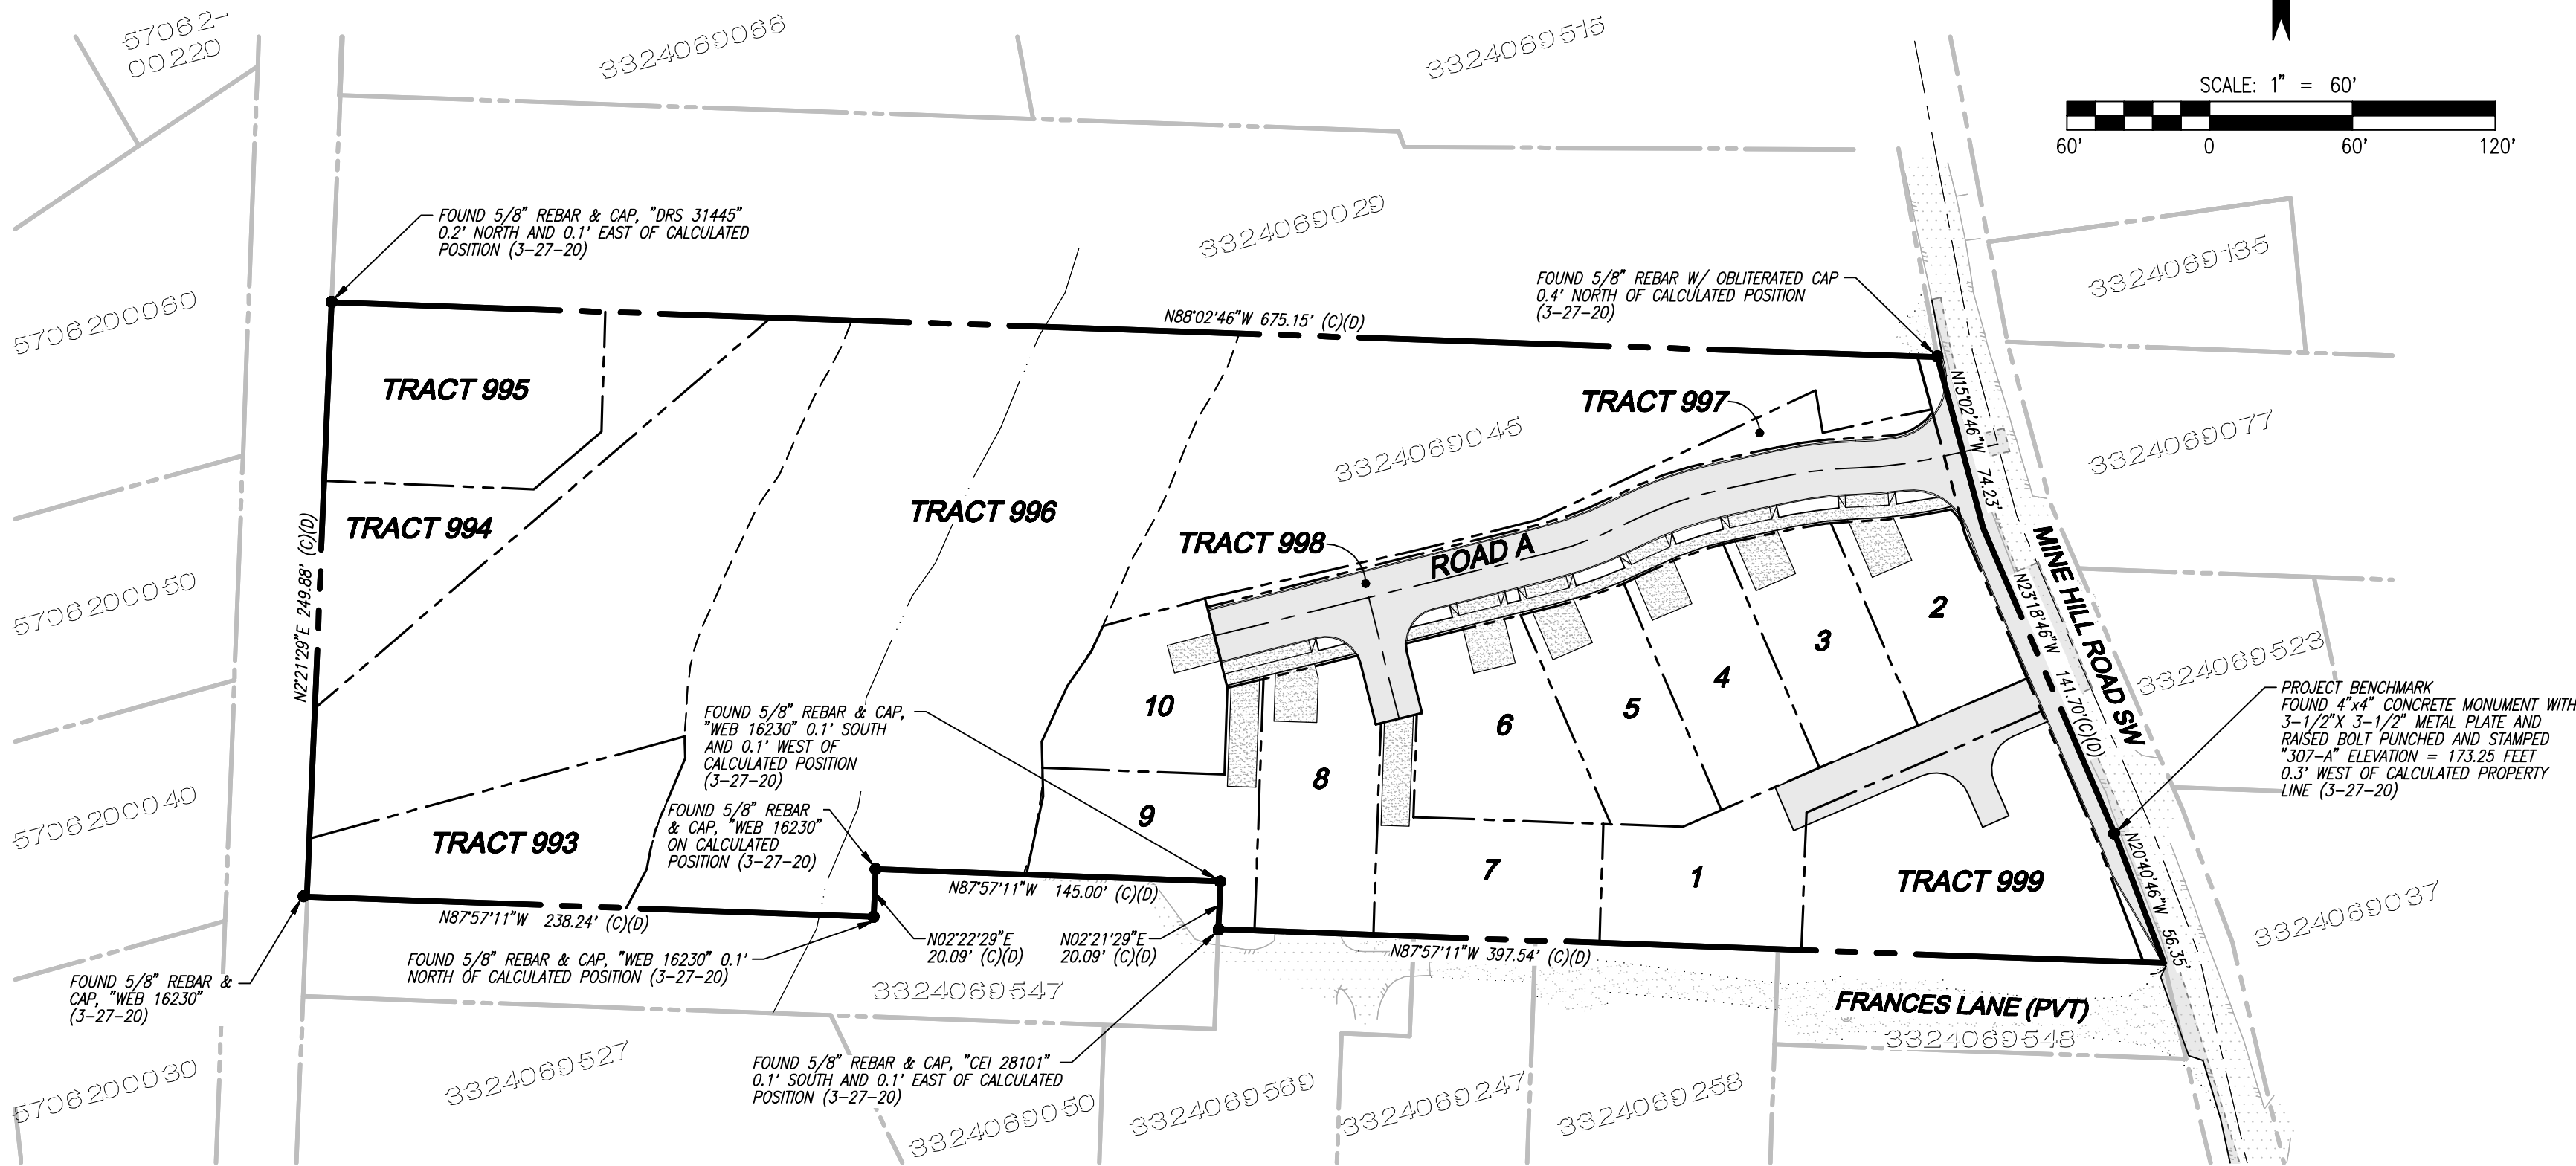 57062-
00220
3324069066
3324069515
SCALE: 1" = 60'
60'
0
60'
120'
FOUND 5/8" REBAR & CAP, "DRS 31445"
0.2' NORTH AND 0.1' EAST OF CALCULATED
POSITION (3-27-20)
3324069029
FOUND 5/8" REBAR W/ OBLITERATED CAP
0.4' NORTH OF CALCULATED POSITION
(3-27-20)
3324069135
5706200060
N88°02'46"W 675.15' (C)(D)
TRACT 995
TRACT 997
N15°02'46"W 74.23'
3324069045
3324069077
TRACT 994
TRACT 996
TRACT 998
ROAD A
MINE HILL ROAD SW
N2°21'29"E 249.88' (C)(D)
5706200050
N23°18'46"W 141.70'(C)(D)
2
3
4
5
6
10
3324069523
FOUND 5/8" REBAR & CAP,
"WEB 16230" 0.1' SOUTH
AND 0.1' WEST OF
CALCULATED POSITION
(3-27-20)
PROJECT BENCHMARK
FOUND 4"x4" CONCRETE MONUMENT WITH
3-1/2"X 3-1/2" METAL PLATE AND
RAISED BOLT PUNCHED AND STAMPED
"307-A" ELEVATION = 173.25 FEET
0.3' WEST OF CALCULATED PROPERTY
LINE (3-27-20)
8
9
5706200040
FOUND 5/8" REBAR
& CAP, "WEB 16230"
ON CALCULATED
POSITION (3-27-20)
TRACT 993
7
1
TRACT 999
N20°40'46"W 56.35'
N87°57'11"W 145.00' (C)(D)
N87°57'11"W 238.24' (C)(D)
3324069037
N02°22'29"E
20.09' (C)(D)
N02°21'29"E
20.09' (C)(D)
N87°57'11"W 397.54' (C)(D)
FOUND 5/8" REBAR & CAP, "WEB 16230" 0.1'
NORTH OF CALCULATED POSITION (3-27-20)
FOUND 5/8" REBAR &
CAP, "WEB 16230"
(3-27-20)
3324069547
FRANCES LANE (PVT)
3324069548
FOUND 5/8" REBAR & CAP, "CEI 28101"
0.1' SOUTH AND 0.1' EAST OF CALCULATED
POSITION (3-27-20)
5706200030
3324069527
3324069050
3324069569
3324069247
3324069258